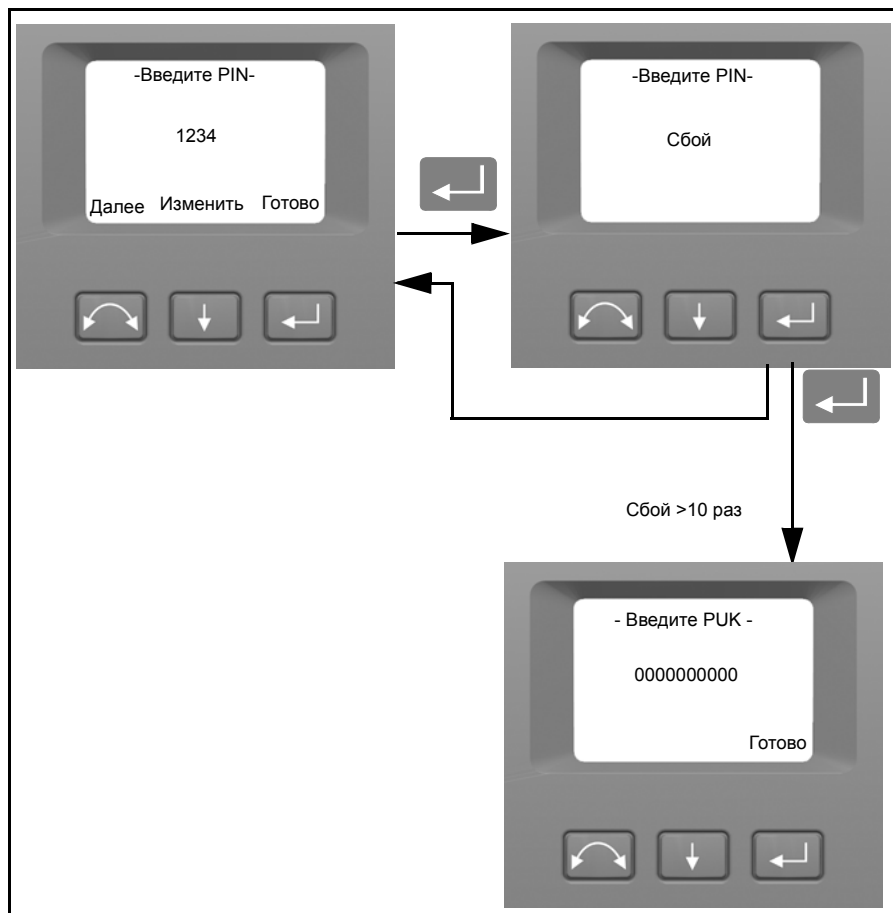 -Введите PIN-
1234
Далее Изменить Готово
-Введите PIN-
Сбой
Сбой >10 раз
- Введите PUK -
0000000000
Готово